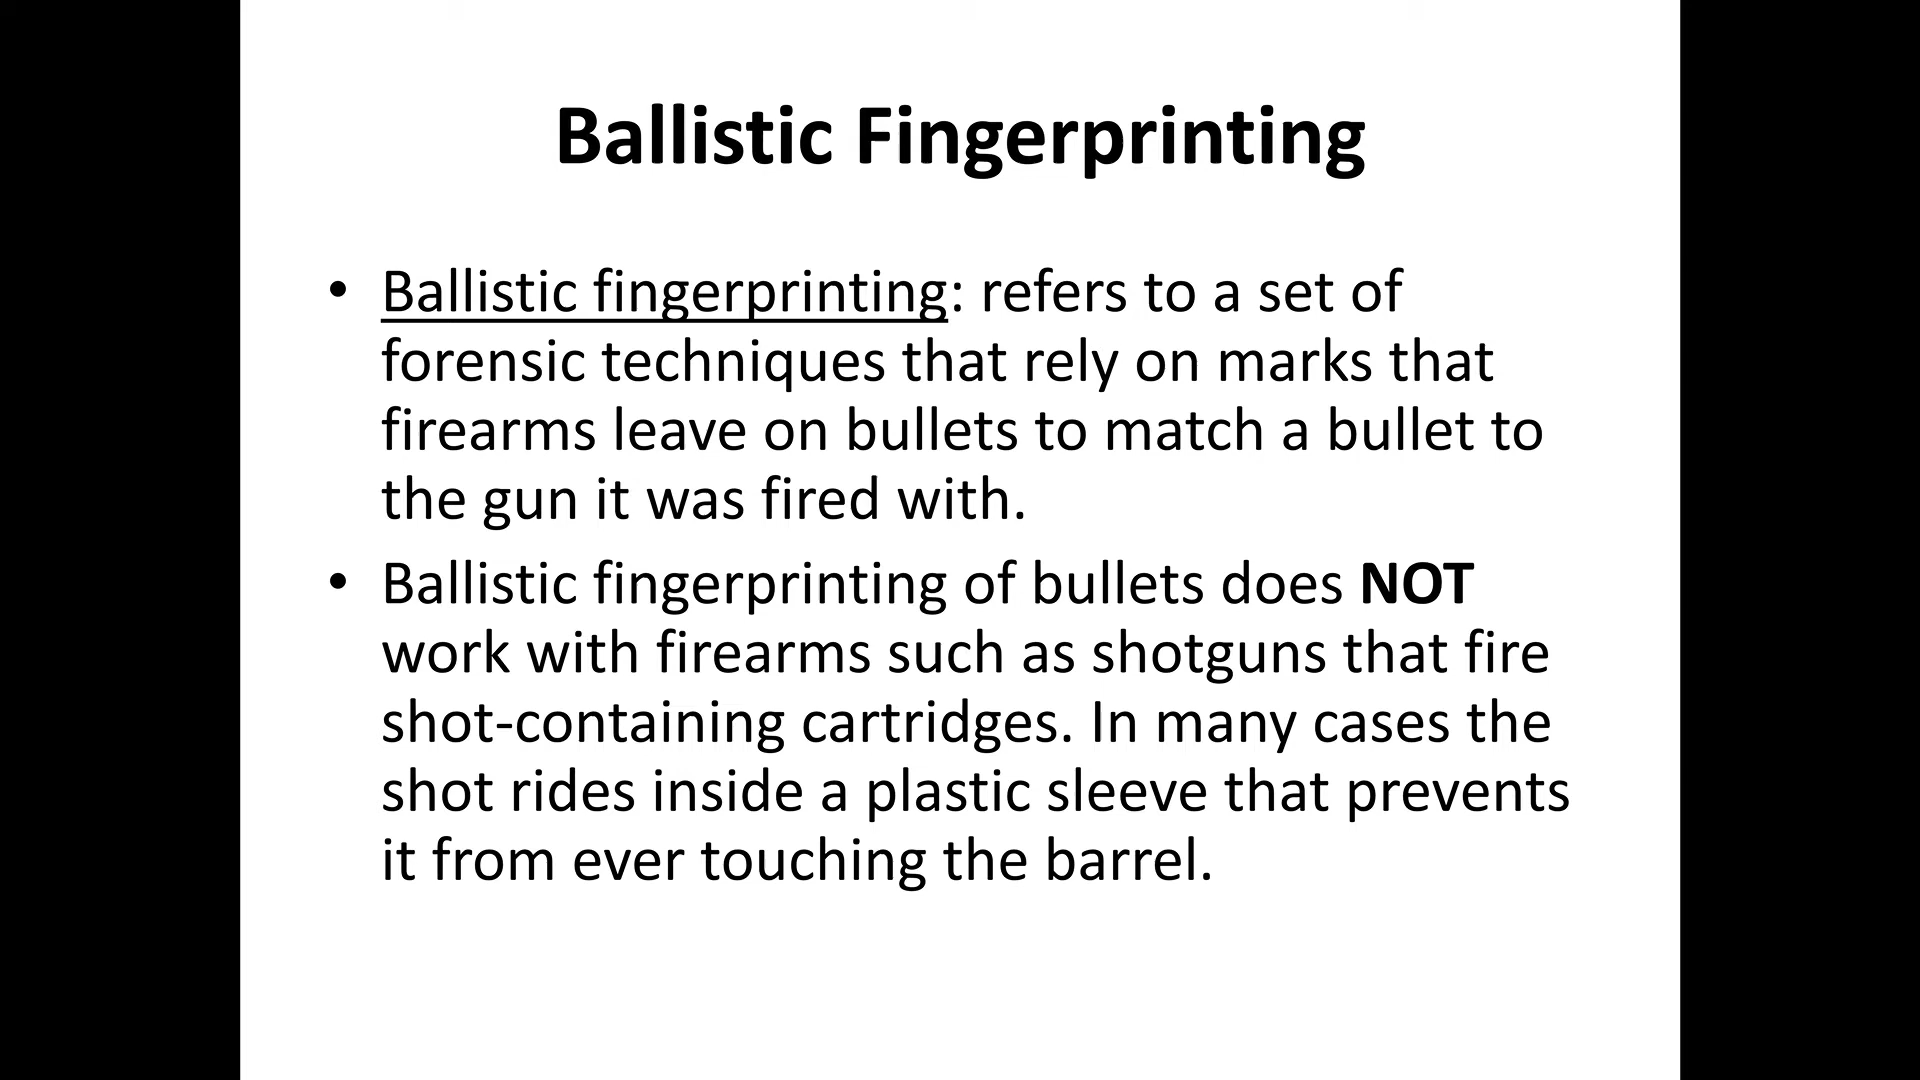 Ballistic Fingerprinting
• Ballistic fingerprinting: refers to a set of
forensic techniques that rely on marks that
firearms leave on bullets to match a bullet to
the gun it was fired with.
• Ballistic fingerprinting of bullets does NOT
work with firearms such as shotguns that fire
shot-containing cartridges. In many cases the
shot rides inside a plastic sleeve that prevents
it from ever touching the barrel.